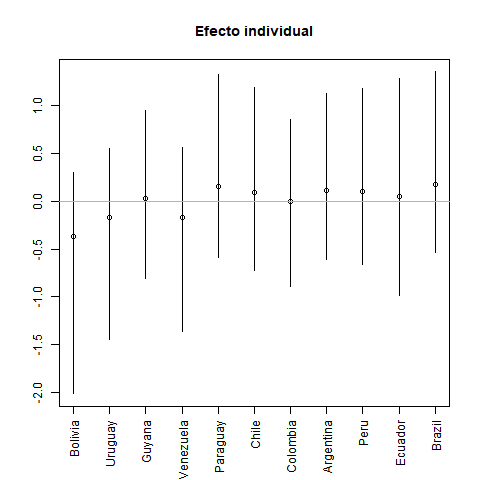 Efecto individual
1.0
0.5
0.0
-0.5
-1.0
-1.5
-2.0
Bolivia
Uruguay
Guyana
Venezuela
Paraguay
Chile
Colombia
Argentina
Peru
Ecuador
Brazil